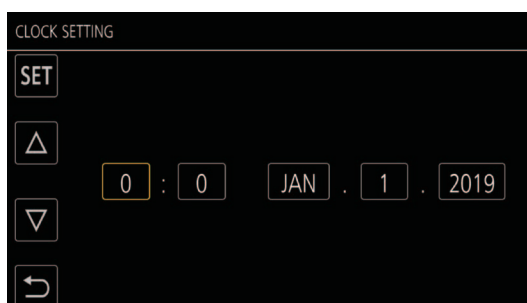 CLOCK SETTING
SET
0 : 0 JAN . 1 . 2019